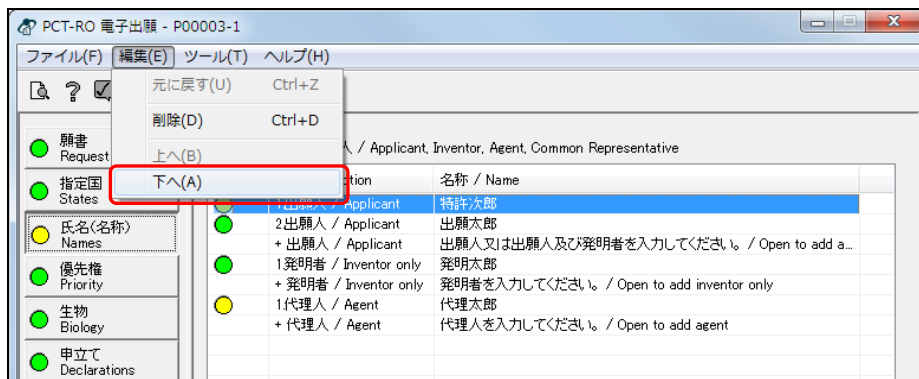 PCT-RO 電子出願 - P00003-1
ファイル(F) 編集(E) ツール(T) ヘルプ(H)
元に戻す(U) Ctrl+Z
削除(D) Ctrl+D
上へ(B)
下へ(A)
/ Applicant, Inventor, Agent, Common Representative
願書
Request
指定国
States
氏名(名称)
Names
優先権
Priority
生物
Biology
申立て
Declarations
名称 / Name
1出願人 / Applicant 特許次郎
2出願人 / Applicant 出願太郎
+ 出願人 / Applicant 出願人又は出願人及び発明者を入力してください。 / Open to add a...
1発明者 / Inventor only 発明太郎
+ 発明者 / Inventor only 発明者を入力してください。 / Open to add inventor only
1代理人 / Agent 代理太郎
+ 代理人 / Agent 代理人を入力してください。 / Open to add agent